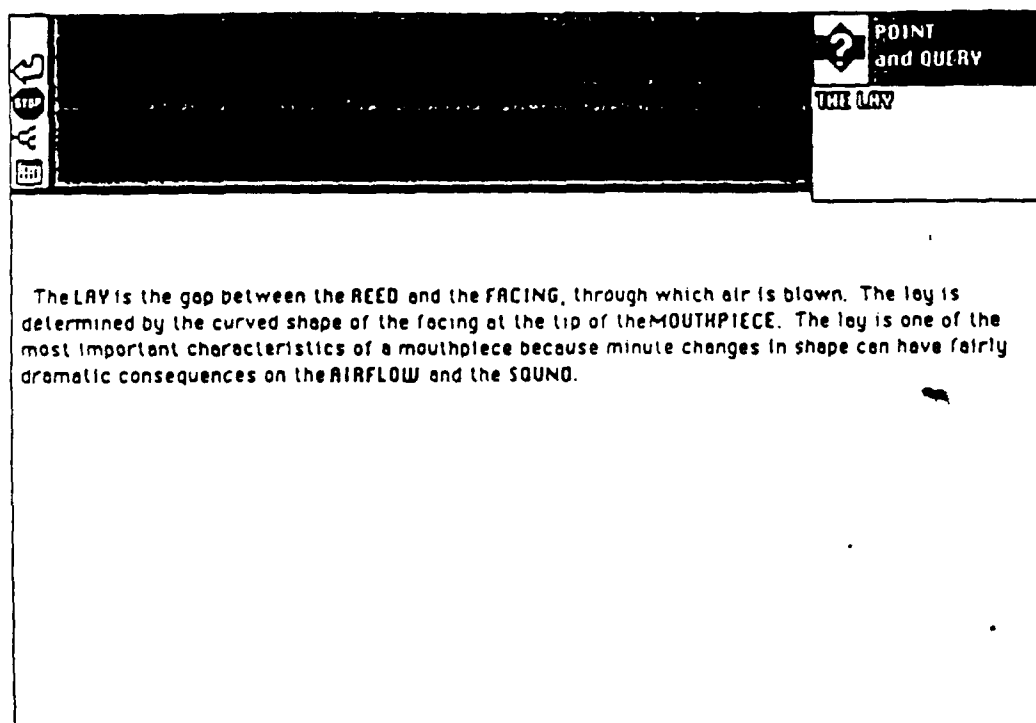 POINT
and QUERY
STOP
THE LAY
The LAY is the gap between the REED and the FACING, through which air is blown. The lay is
determined by the curved shape of the facing at the tip of the MOUTHPIECE. The lay is one of the
most important characteristics of a mouthpiece because minute changes in shape can have fairly
dramatic consequences on the AIRFLOW and the SOUND.